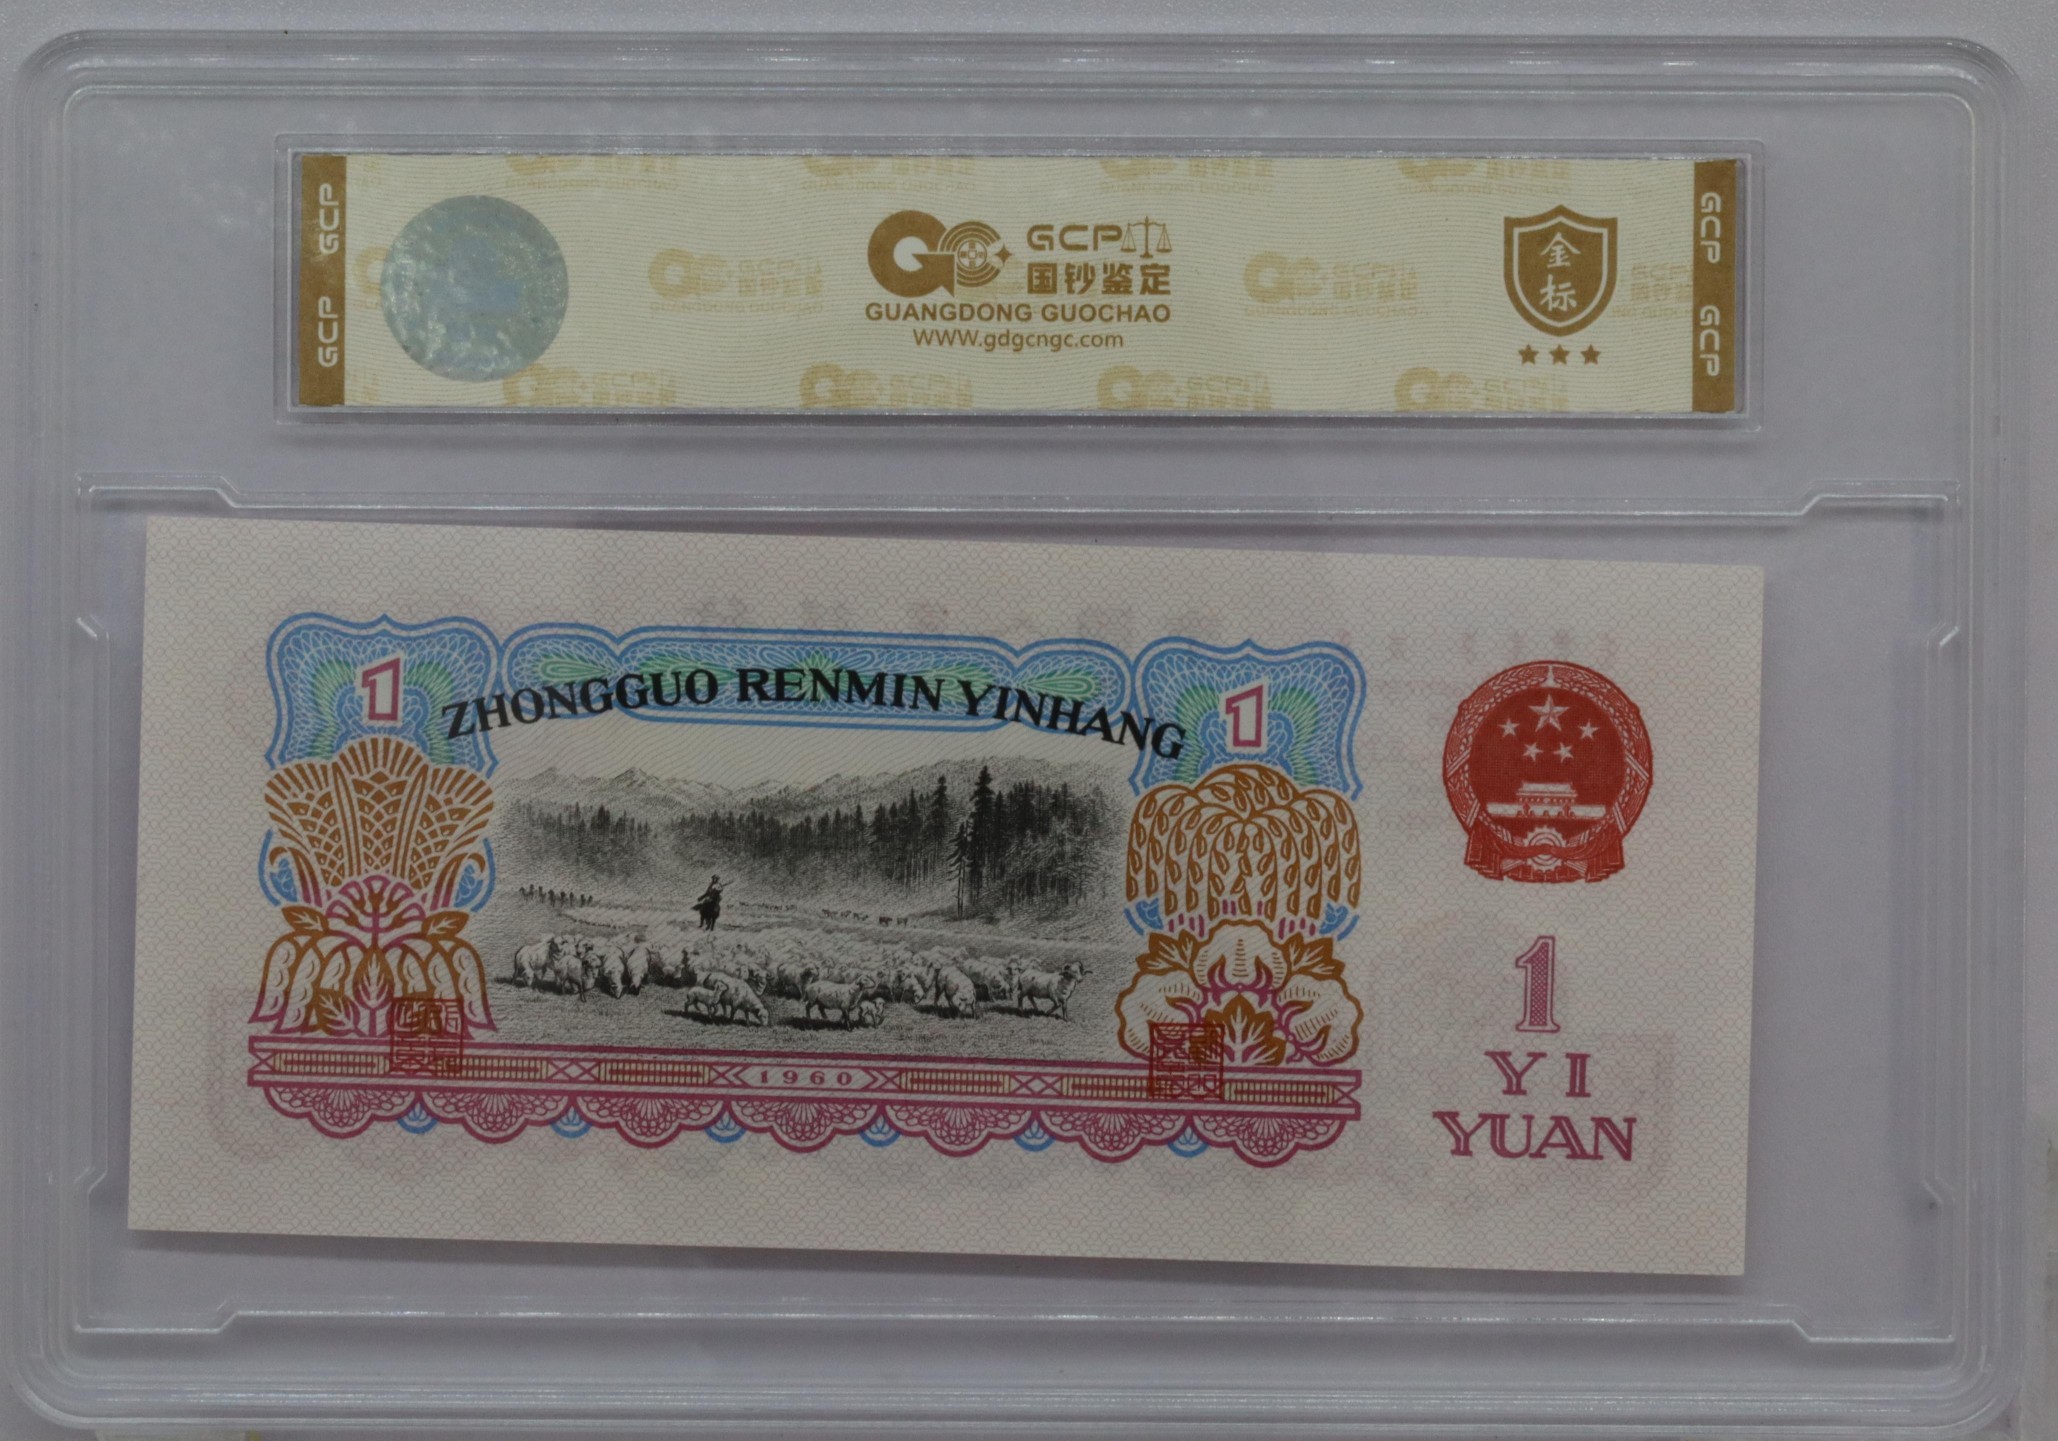 GCP
GCP
GCP
国钞鉴定
GUANGDONG GUOCHAO
WWW.gdgcngc.com
金
标
GCP
GCP
1
ZHONGGUO RENMIN YINHANG
1
1960
1
YI
YUAN